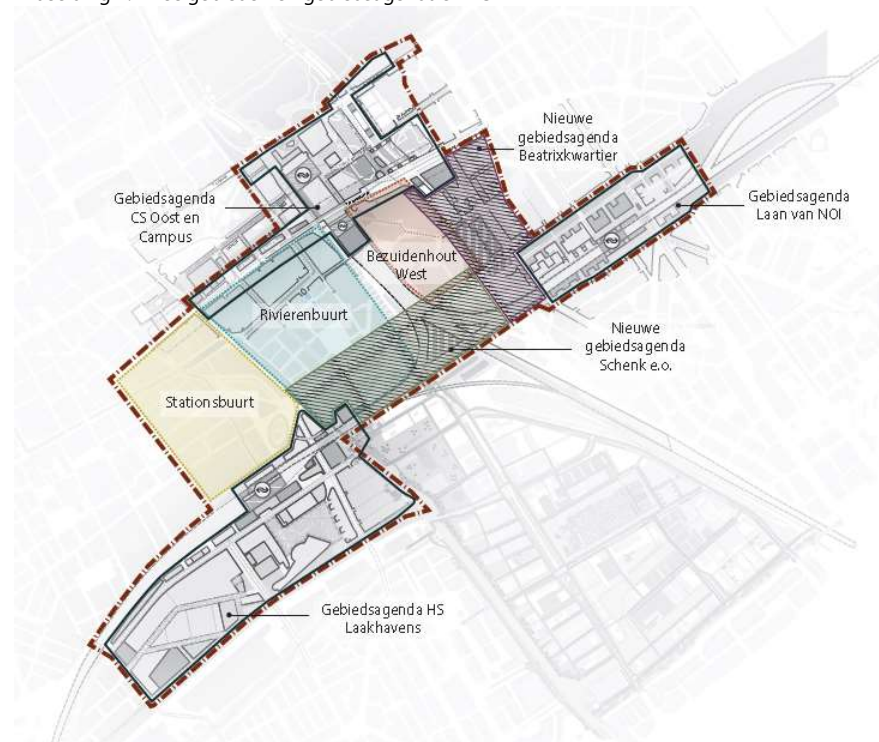 Nieuwe
gebiedsagenda
Beatrixkwartier
Gebiedsagenda
CS Oost en
Campus
Gebiedsagenda
Laan van NOI
Bezuidenhout
West
Rivierenbuurt
Nieuwe
gebiedsagenda
Schenk e.o.
Stationsbuurt
Gebiedsagenda HS
Laakhavens